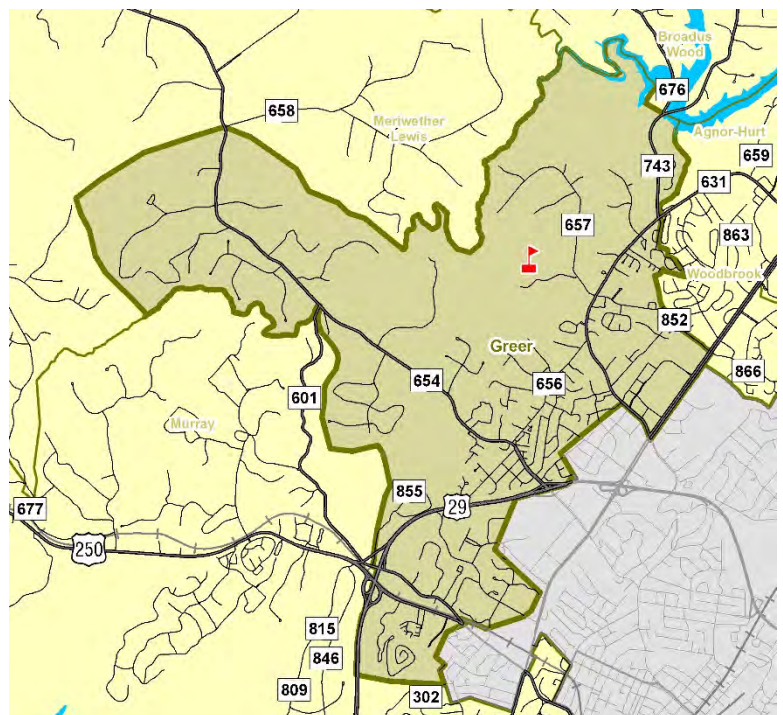 Broadus
Wood
676
658
Meriwether
Lewis
Agnor-Hurt
659
743
631
657
863
Woodbrook
852
Greer
866
654
656
601
Murray
855
29
677
250
815
846
809
302